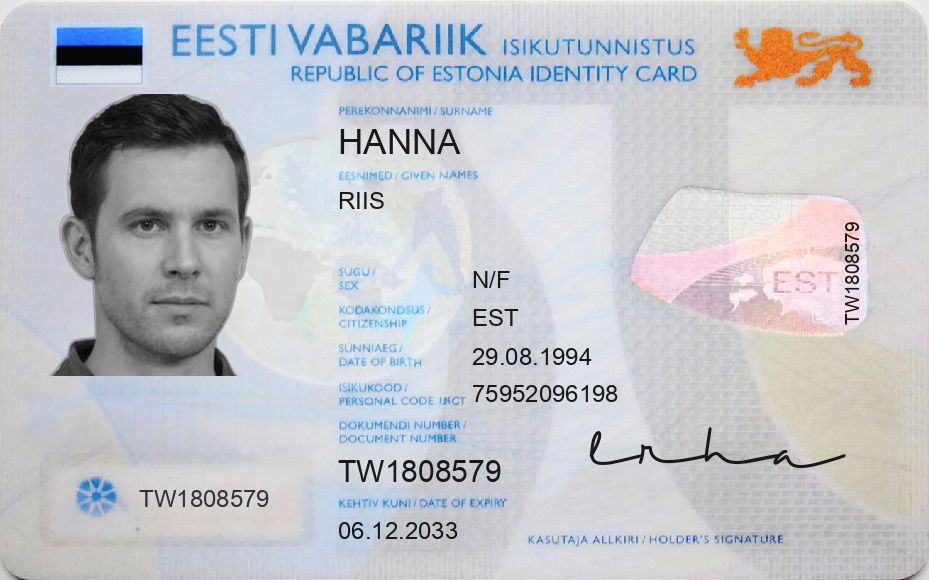 EESTI VABARIIK ISIKUTUNNISTUS
REPUBLIC OF ESTONIA IDENTITY CARD
PEREKONNANIMI / SURNAME
HANNA
EESNIMED / GIVEN NAMES
RIIS
SUGU /
SEX
N/F
KODAKONDSUS /
CITIZENSHIP
EST
SÜNNIAEG /
DATE OF BIRTH
29.08.1994
ISIKUKOOD /
PERSONAL CODE
75952096198
DOKUMENDI NUMBER /
DOCUMENT NUMBER
TW1808579
KEHTIV KUNI / DATE OF EXPIRY
06.12.2033
TW1808579
EST
TW1808579
KASUTAJA ALLKIRI / HOLDER'S SIGNATURE